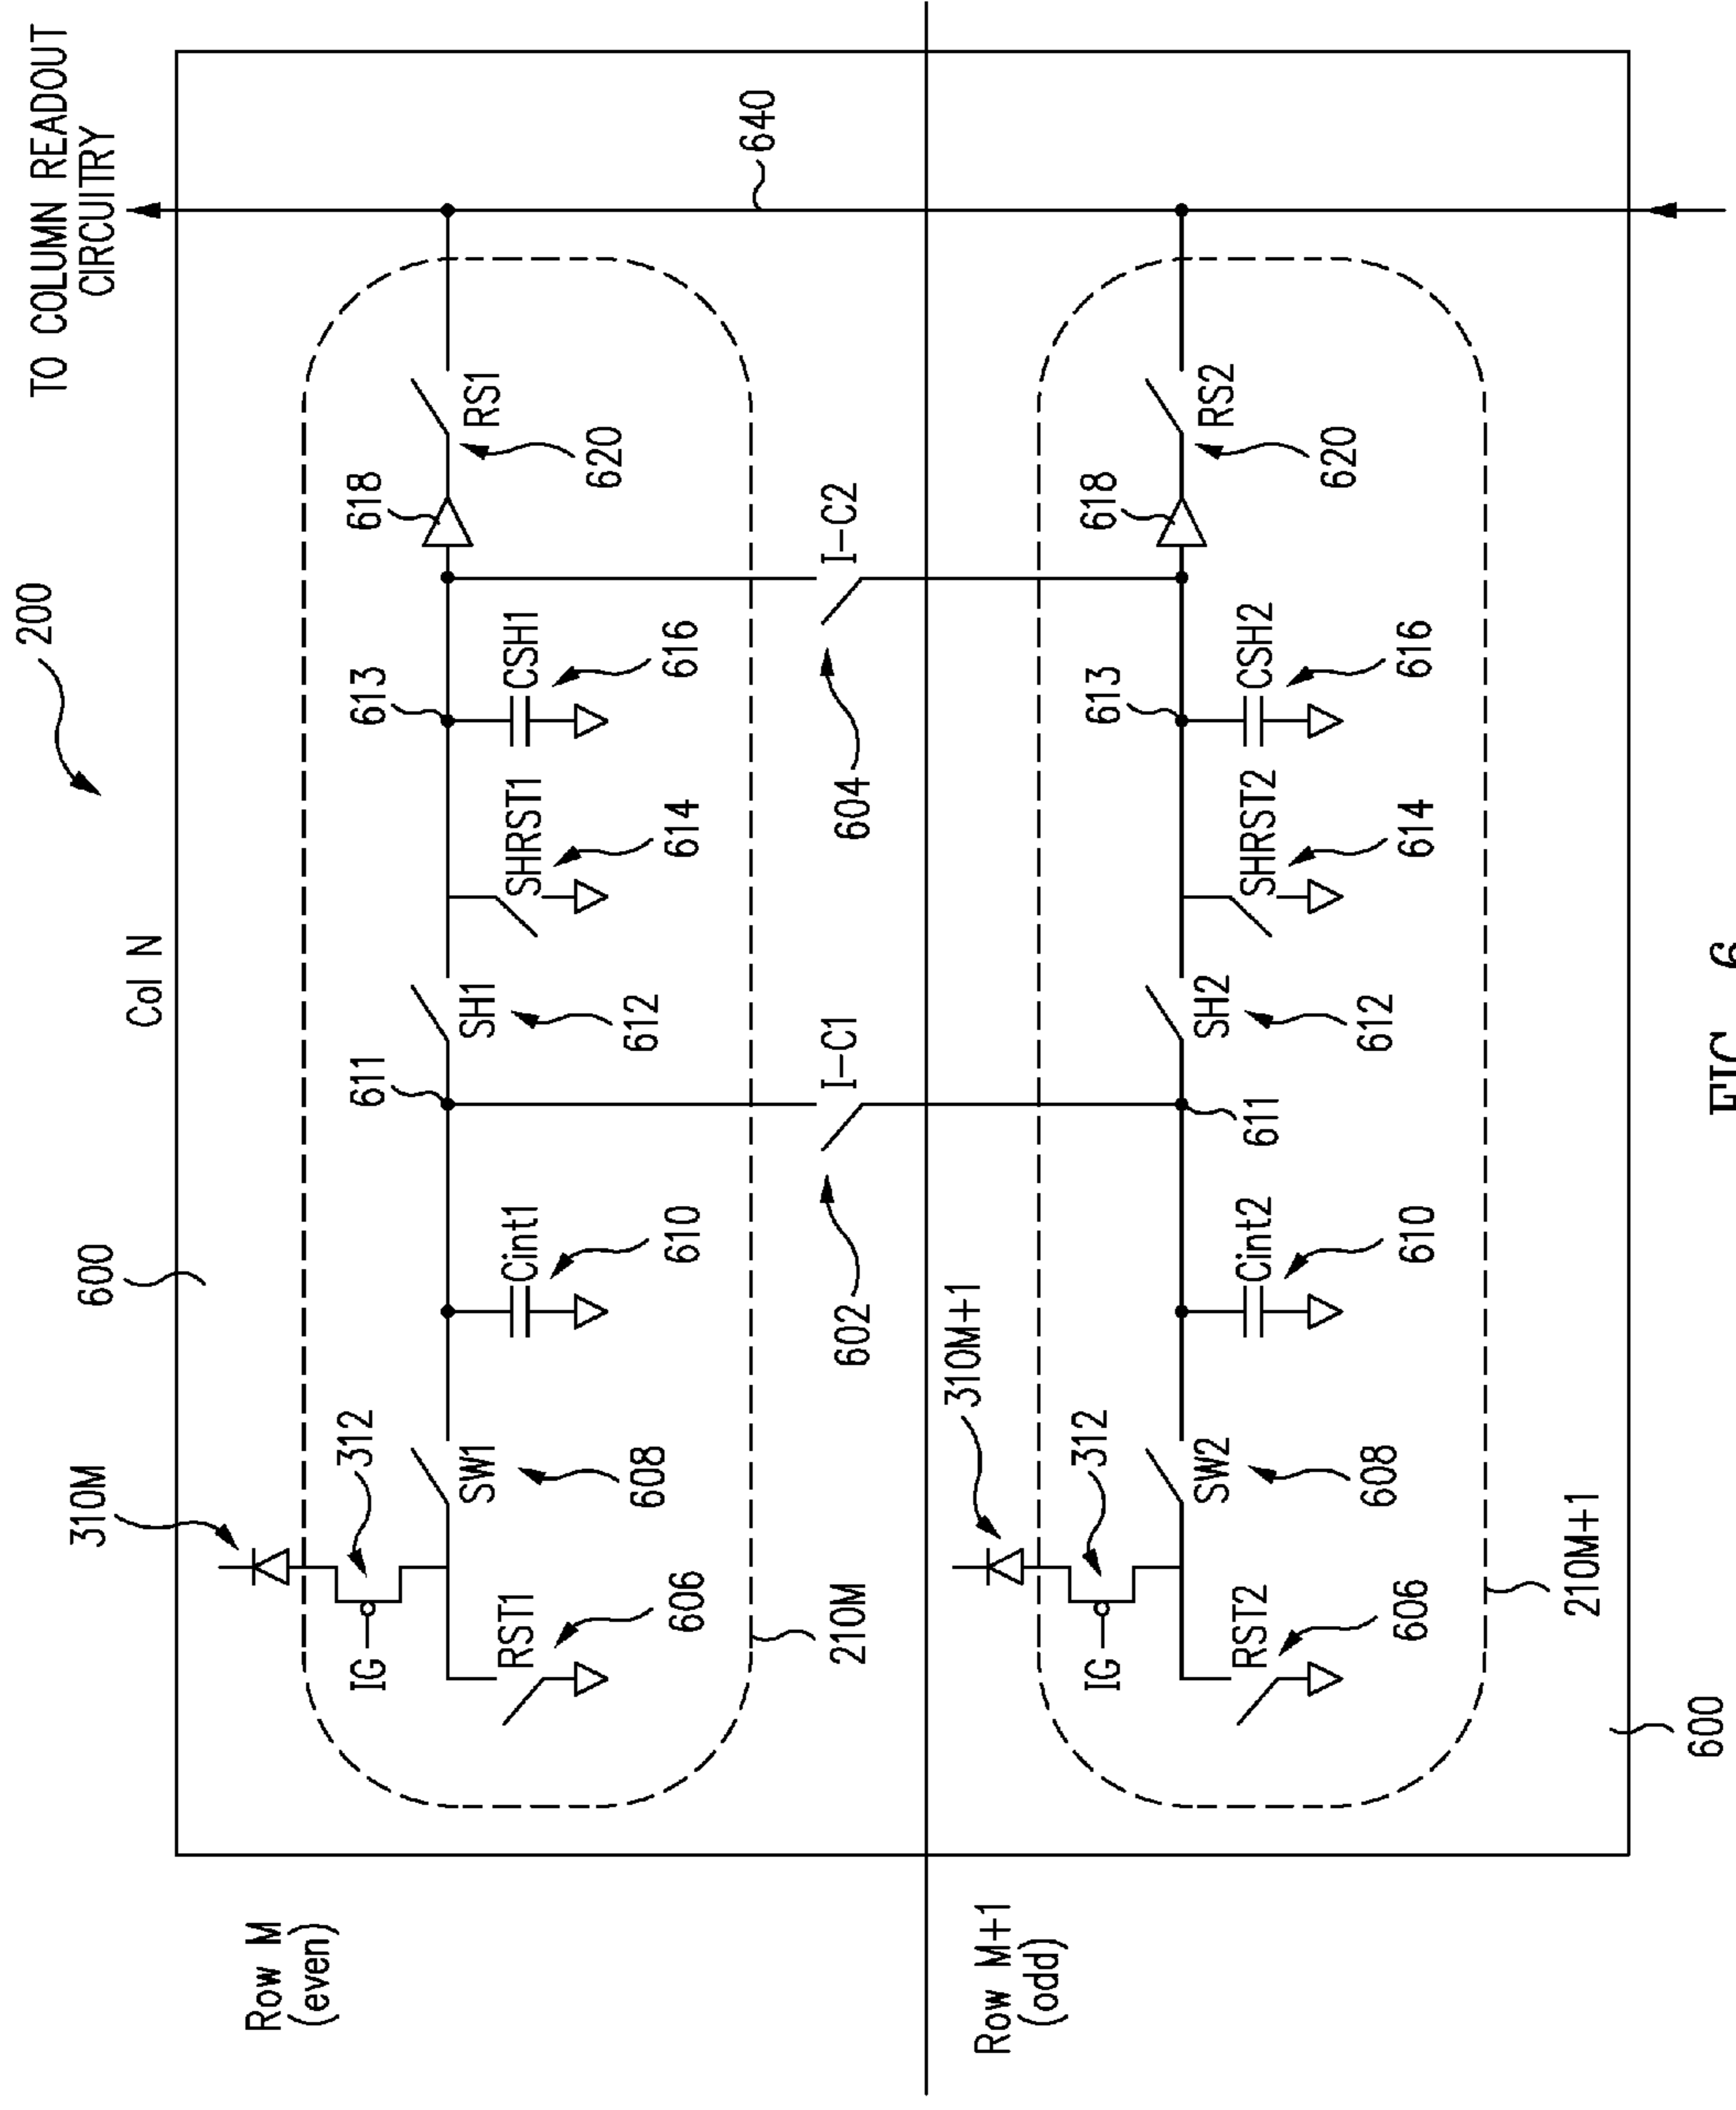 200
TO COLUMN READOUT
CIRCUITRY
310M
600
Col N
Row M
(even)
IG
312
611
613
618
RST1
SW1
Cint1
SH1
SHRST1
CSH1
RS1
606
608
610
612
614
616
620
640
210M
602
I-C1
604
I-C2
310M+1
Row M+1
(odd)
IG
312
613
618
RST2
SW2
Cint2
611
SH2
SHRST2
CSH2
RS2
606
608
610
612
614
616
620
210M+1
600
FIG. 6